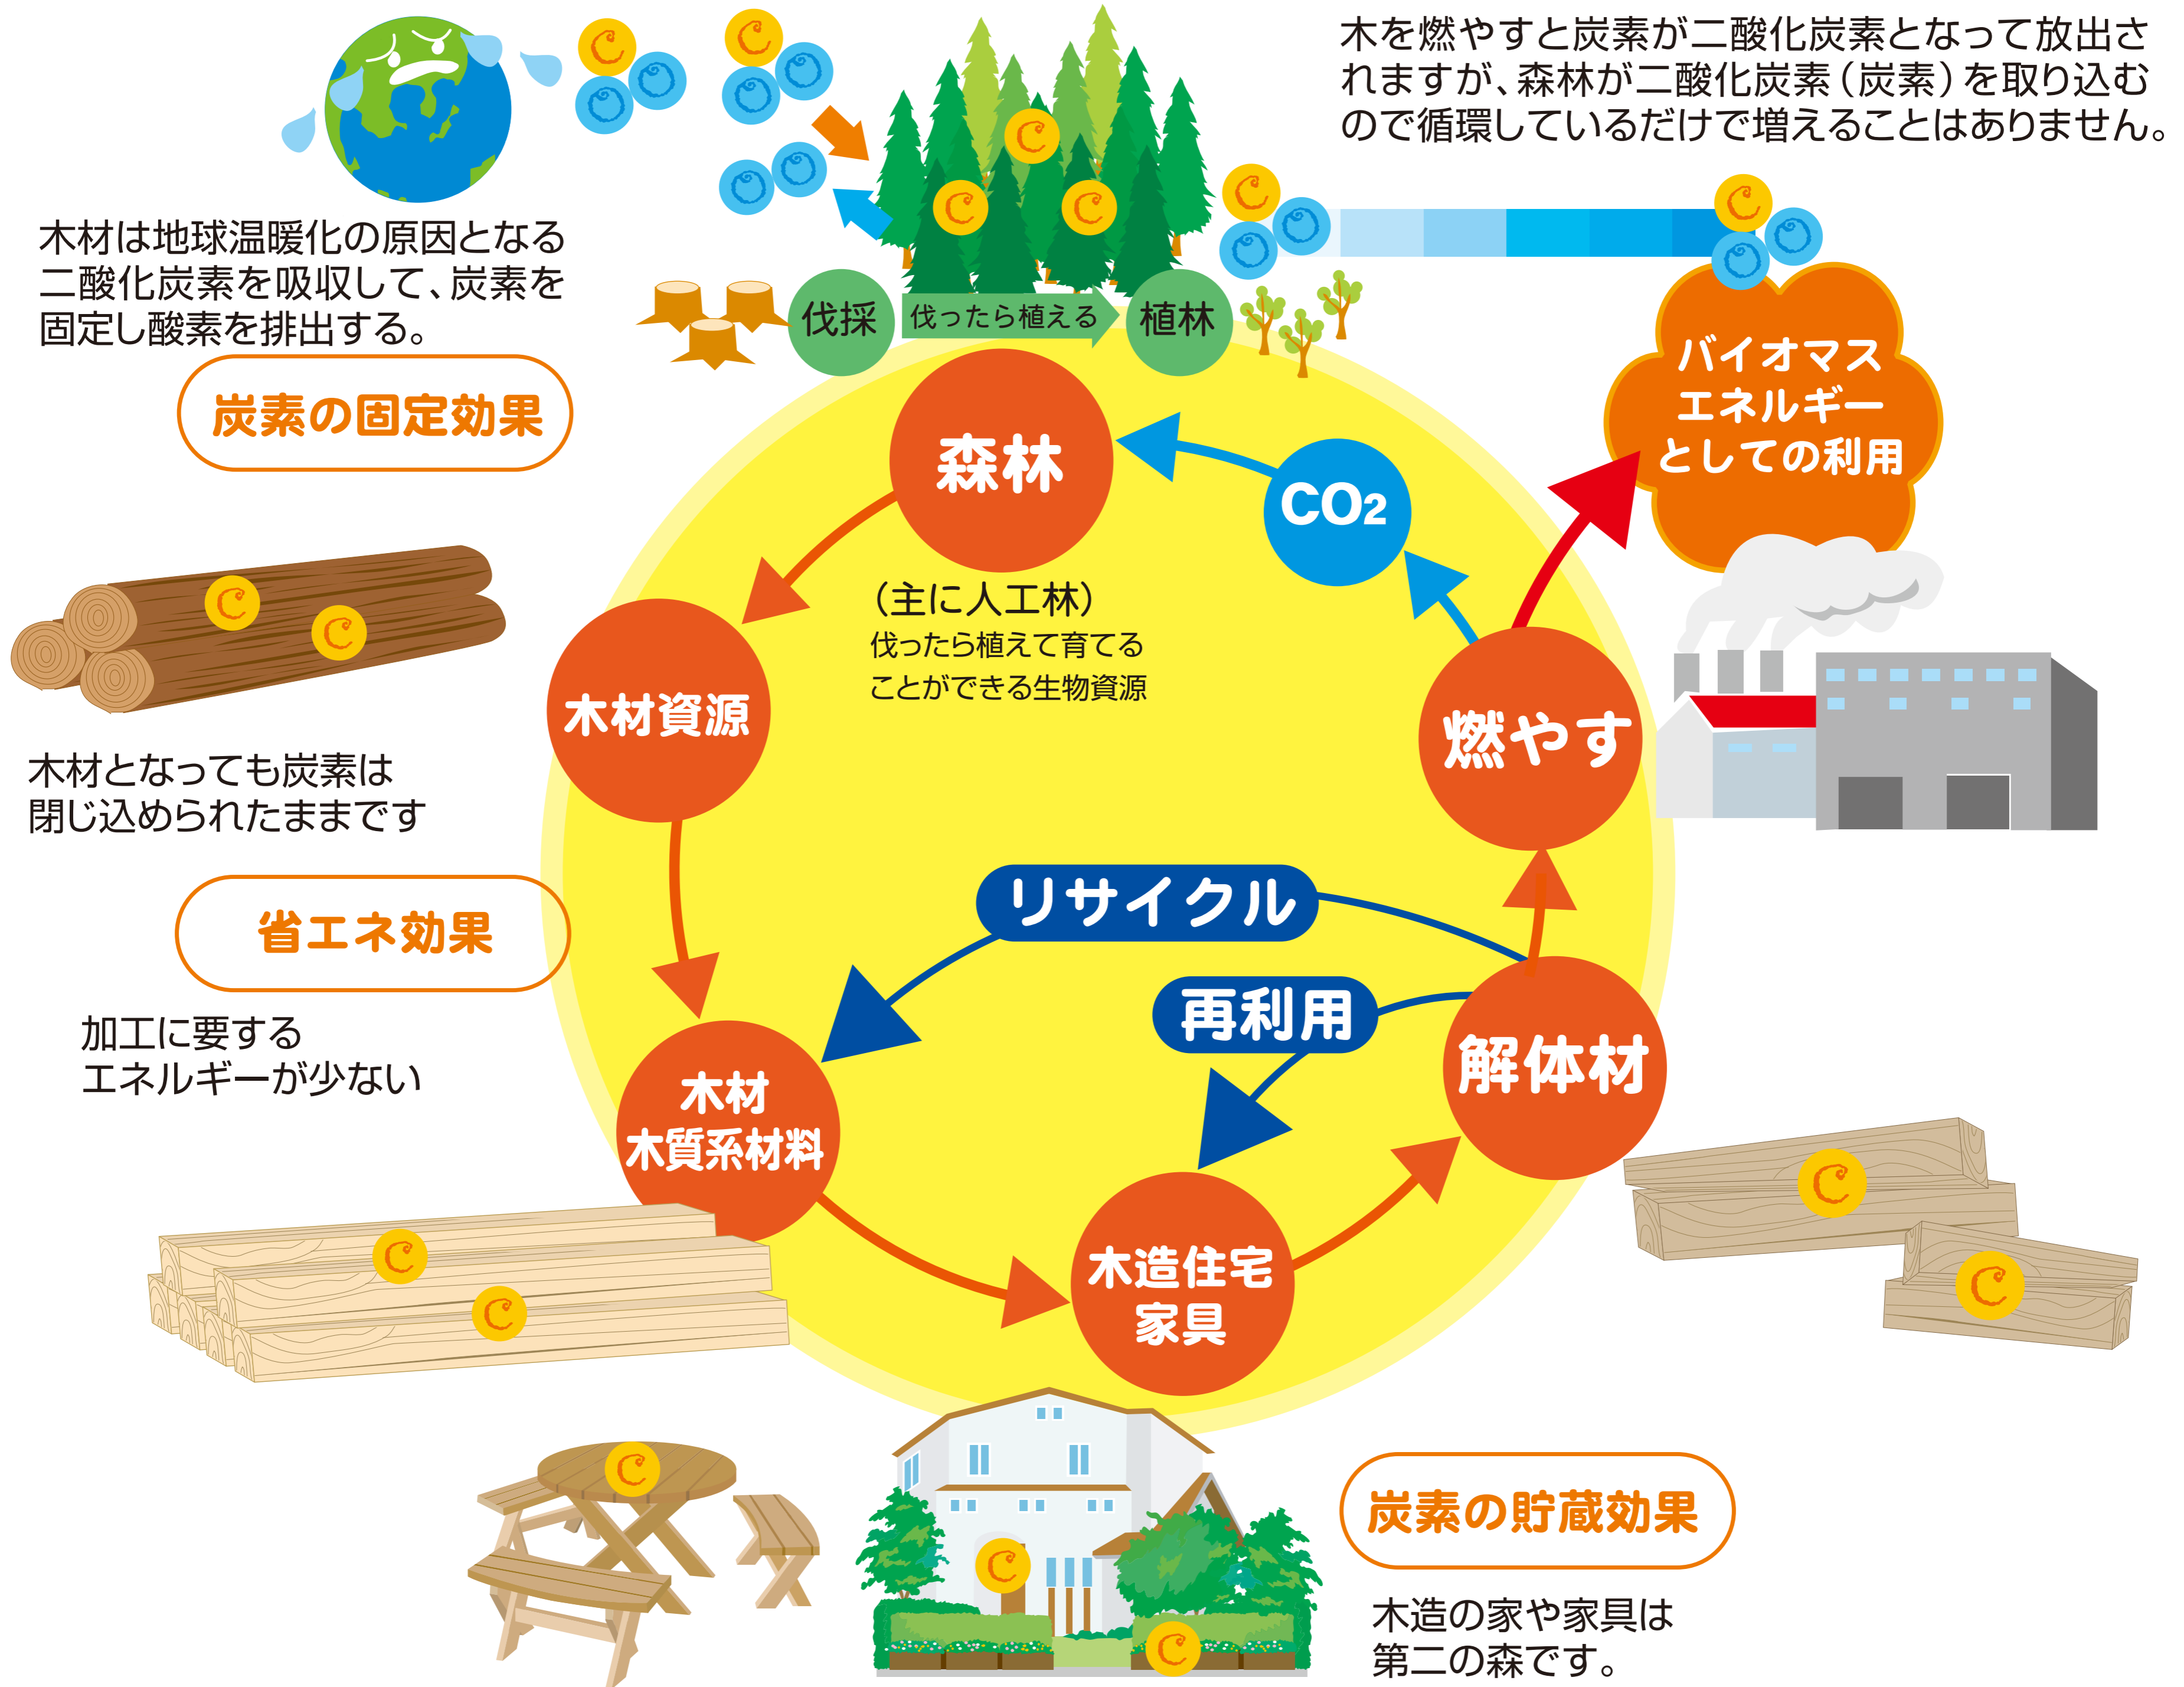 木を燃やすと炭素が二酸化炭素となって放出さ
れますが、森林が二酸化炭素(炭素)を取り込む
ので循環しているだけで増えることはありません。
木材は地球温暖化の原因となる
二酸化炭素を吸収して、炭素を
固定し酸素を排出する。
炭素の固定効果
C
O
O
C
O
O
O
O
C
C
C
C
O
O
C
O
O
伐採
伐ったら植える
植林
バイオマス
エネルギー
としての利用
森林
(主に人工林)
伐ったら植えて育てる
ことができる生物資源
CO2
C
C
木材資源
燃やす
木材となっても炭素は
閉じ込められたままです
省エネ効果
加工に要する
エネルギーが少ない
リサイクル
再利用
解体材
木材
木質系材料
C
C
C
C
木造住宅
家具
C
C
C
炭素の貯蔵効果
木造の家や家具は
第二の森です。